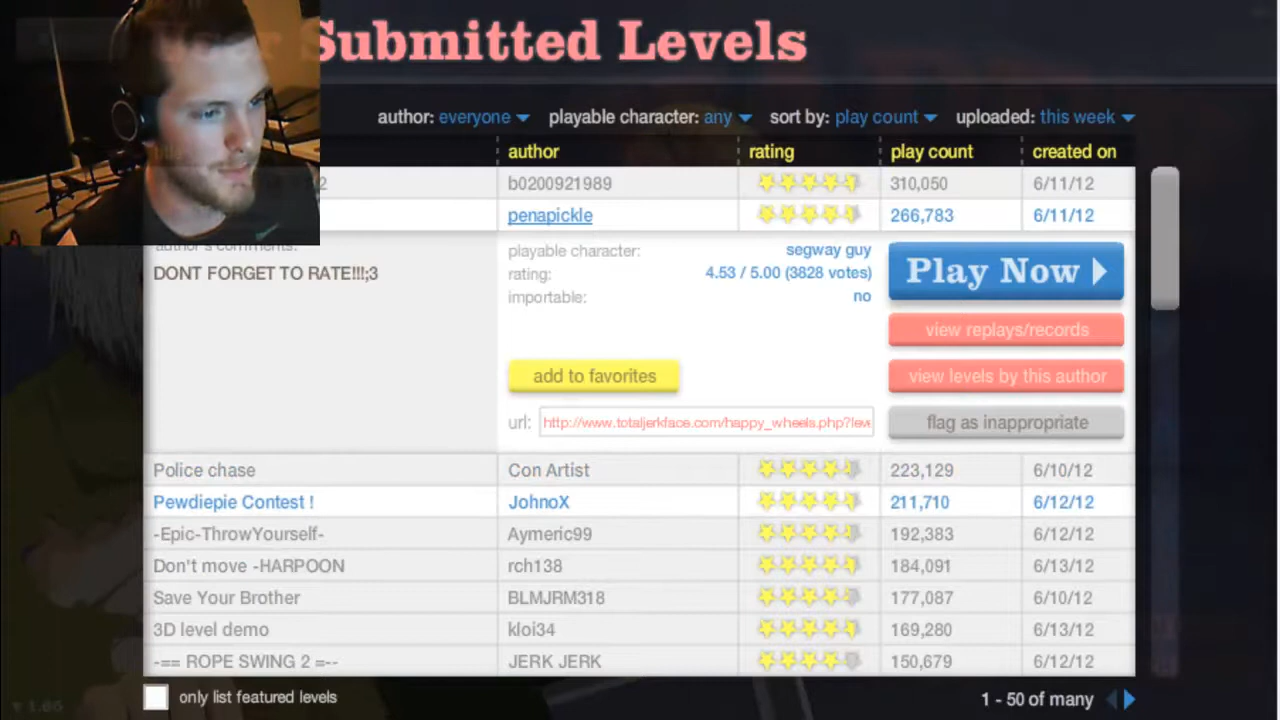 Submitted Levels
author: everyone playable character: any sort by: play count uploaded: this week
author rating play count created on
2 b0200921989 310,050 6/11/12
penapickle 266,783 6/11/12
author's comments:
DONT FORGET TO RATE!!!;3
playable character: segway guy
rating: 4.53 / 5.00 (3828 votes)
importable: no
Play Now
view replays/records
add to favorites
view levels by this author
url: http://www.totaljerkface.com/happy_wheels.php?leve
flag as inappropriate
Police chase Con Artist 223,129 6/10/12
Pewdiepie Contest ! JohnoX 211,710 6/12/12
-Epic-ThrowYourself- Aymeric99 192,383 6/12/12
Don't move -HARPOON rch138 184,091 6/13/12
Save Your Brother BLMJRM318 177,087 6/10/12
3D level demo kloi34 169,280 6/13/12
-== ROPE SWING 2 =-- JERK JERK 150,679 6/12/12
only list featured levels
1 - 50 of many